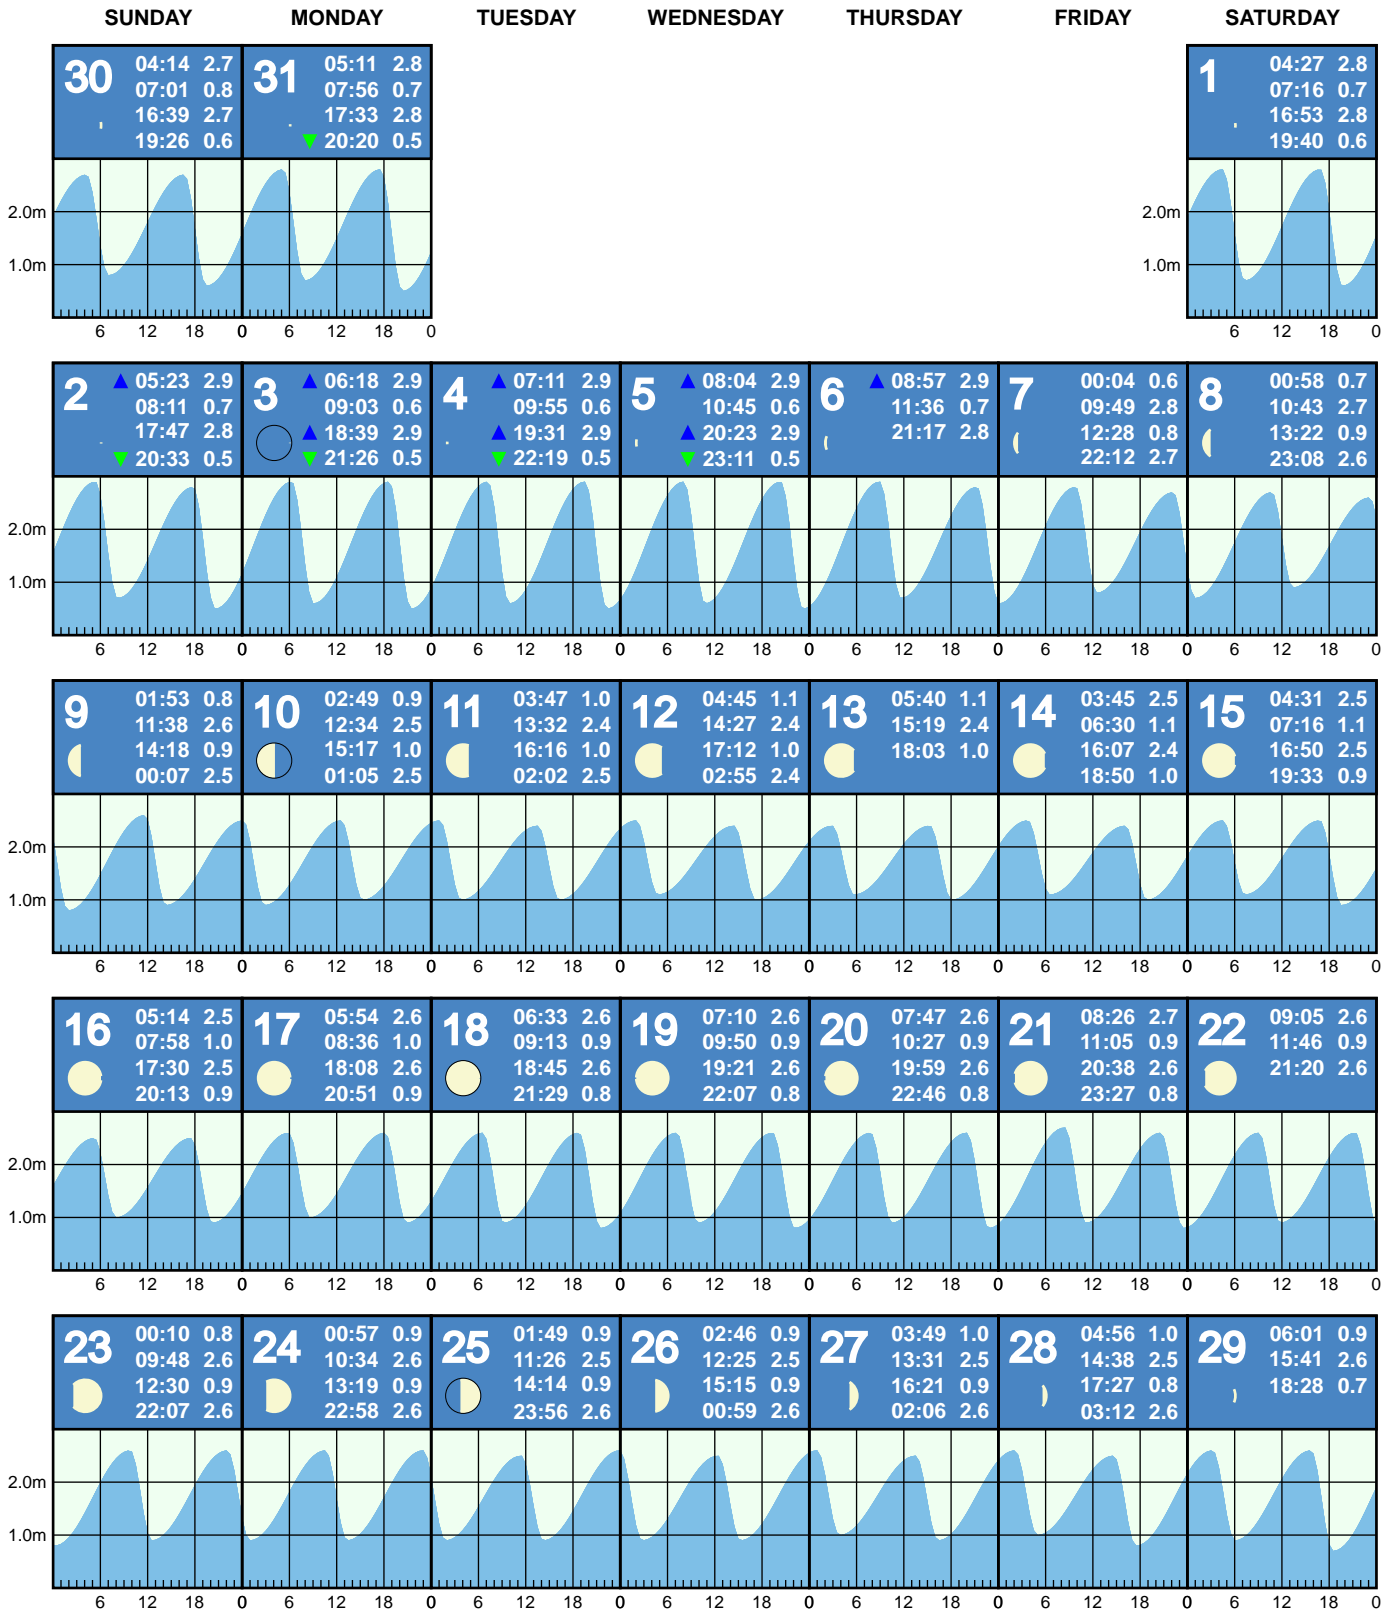 SUNDAY MONDAY TUESDAY WEDNESDAY THURSDAY FRIDAY SATURDAY
30 04:14 2.7
07:01 0.8
16:39 2.7
19:26 0.6
31 05:11 2.8
07:56 0.7
17:33 2.8
20:20 0.5
1 04:27 2.8
07:16 0.7
16:53 2.8
19:40 0.6
2.0m 2.0m
1.0m 1.0m
6 12 18 0 6 12 18 0 6 12 18 0
2 05:23 2.9
08:11 0.7
17:47 2.8
20:33 0.5
3 06:18 2.9
09:03 0.6
18:39 2.9
21:26 0.5
4 07:11 2.9
09:55 0.6
19:31 2.9
22:19 0.5
5 08:04 2.9
10:45 0.6
20:23 2.9
23:11 0.5
6 08:57 2.9
11:36 0.7
21:17 2.8
7 00:04 0.6
09:49 2.8
12:28 0.8
22:12 2.7
8 00:58 0.7
10:43 2.7
13:22 0.9
23:08 2.6
2.0m
1.0m
6 12 18 0 6 12 18 0 6 12 18 0 6 12 18 0 6 12 18 0 6 12 18 0 6 12 18 0
9 01:53 0.8
11:38 2.6
14:18 0.9
00:07 2.5
10 02:49 0.9
12:34 2.5
15:17 1.0
01:05 2.5
11 03:47 1.0
13:32 2.4
16:16 1.0
02:02 2.5
12 04:45 1.1
14:27 2.4
17:12 1.0
02:55 2.4
13 05:40 1.1
15:19 2.4
18:03 1.0
14 03:45 2.5
06:30 1.1
16:07 2.4
18:50 1.0
15 04:31 2.5
07:16 1.1
16:50 2.5
19:33 0.9
2.0m
1.0m
6 12 18 0 6 12 18 0 6 12 18 0 6 12 18 0 6 12 18 0 6 12 18 0 6 12 18 0
16 05:14 2.5
07:58 1.0
17:30 2.5
20:13 0.9
17 05:54 2.6
08:36 1.0
18:08 2.6
20:51 0.9
18 06:33 2.6
09:13 0.9
18:45 2.6
21:29 0.8
19 07:10 2.6
09:50 0.9
19:21 2.6
22:07 0.8
20 07:47 2.6
10:27 0.9
19:59 2.6
22:46 0.8
21 08:26 2.7
11:05 0.9
20:38 2.6
23:27 0.8
22 09:05 2.6
11:46 0.9
21:20 2.6
2.0m
1.0m
6 12 18 0 6 12 18 0 6 12 18 0 6 12 18 0 6 12 18 0 6 12 18 0 6 12 18 0
23 00:10 0.8
09:48 2.6
12:30 0.9
22:07 2.6
24 00:57 0.9
10:34 2.6
13:19 0.9
22:58 2.6
25 01:49 0.9
11:26 2.5
14:14 0.9
23:56 2.6
26 02:46 0.9
12:25 2.5
15:15 0.9
00:59 2.6
27 03:49 1.0
13:31 2.5
16:21 0.9
02:06 2.6
28 04:56 1.0
14:38 2.5
17:27 0.8
03:12 2.6
29 06:01 0.9
15:41 2.6
18:28 0.7
2.0m
1.0m
6 12 18 0 6 12 18 0 6 12 18 0 6 12 18 0 6 12 18 0 6 12 18 0 6 12 18 0